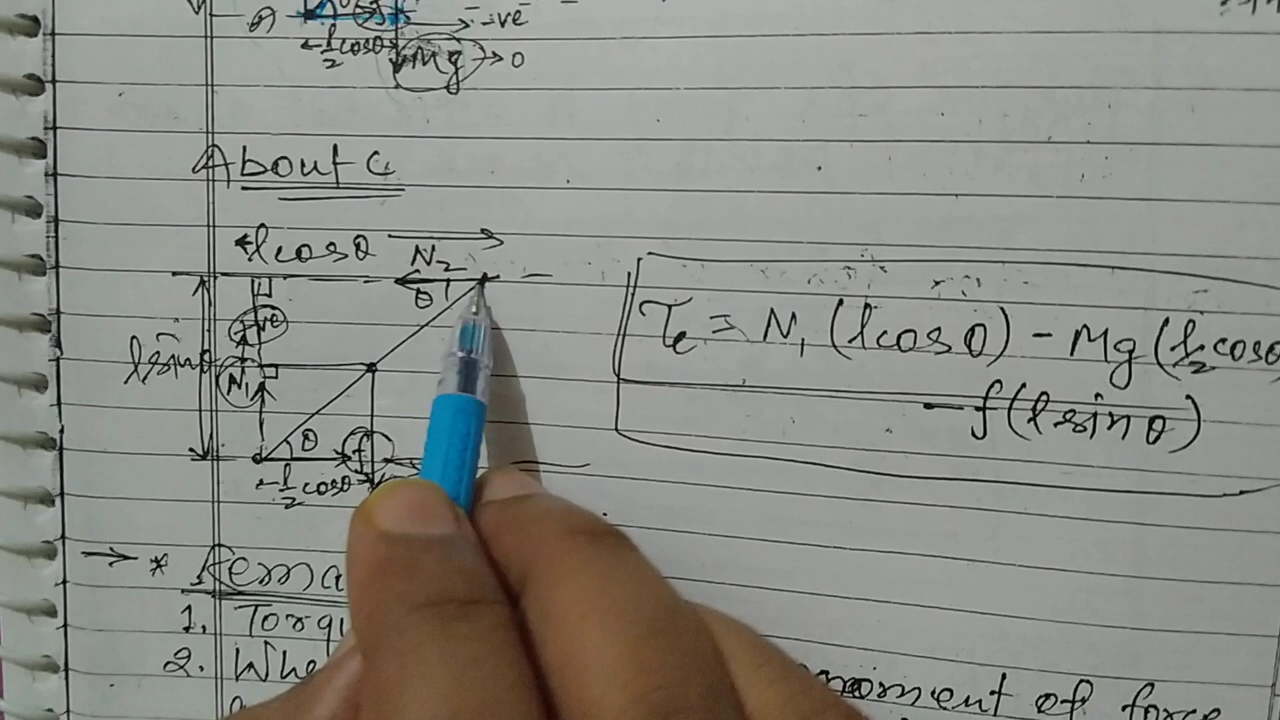 -ve
l/2 cosθ Mg → 0
About C
lcosθ
N₂
θ
+ve
lsinθ
N₁
θ f
l/2 cosθ
τc = N₁ (lcosθ) - Mg (l/2 cosθ
- f(lsinθ)
→ * Rema
1. Torqu
2. Whe moment of force